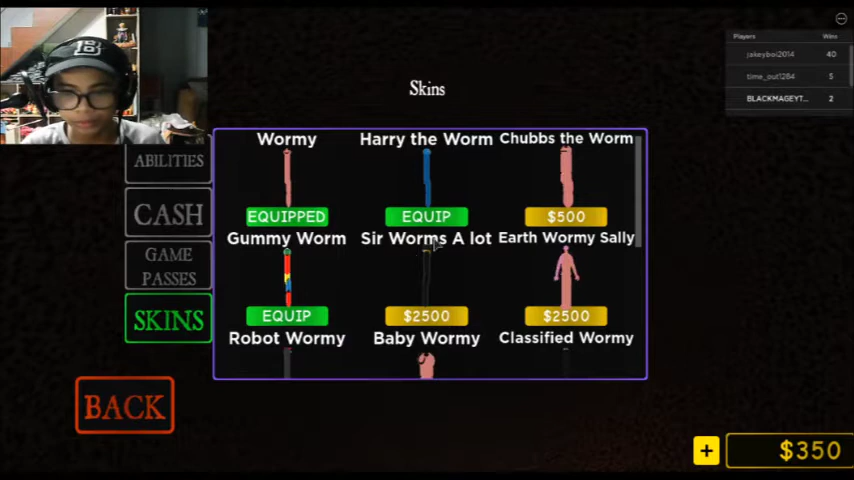 B
Players Wins
jakeyboi2014 40
time_out1284 5
BLACKMAGEYT... 2
Skins
ABILITIES
CASH
GAME
PASSES
SKINS
BACK
Wormy Harry the Worm Chubbs the Worm
EQUIPPED EQUIP $500
Gummy Worm Sir Worms A lot Earth Wormy Sally
EQUIP $2500 $2500
Robot Wormy Baby Wormy Classified Wormy
+ $350